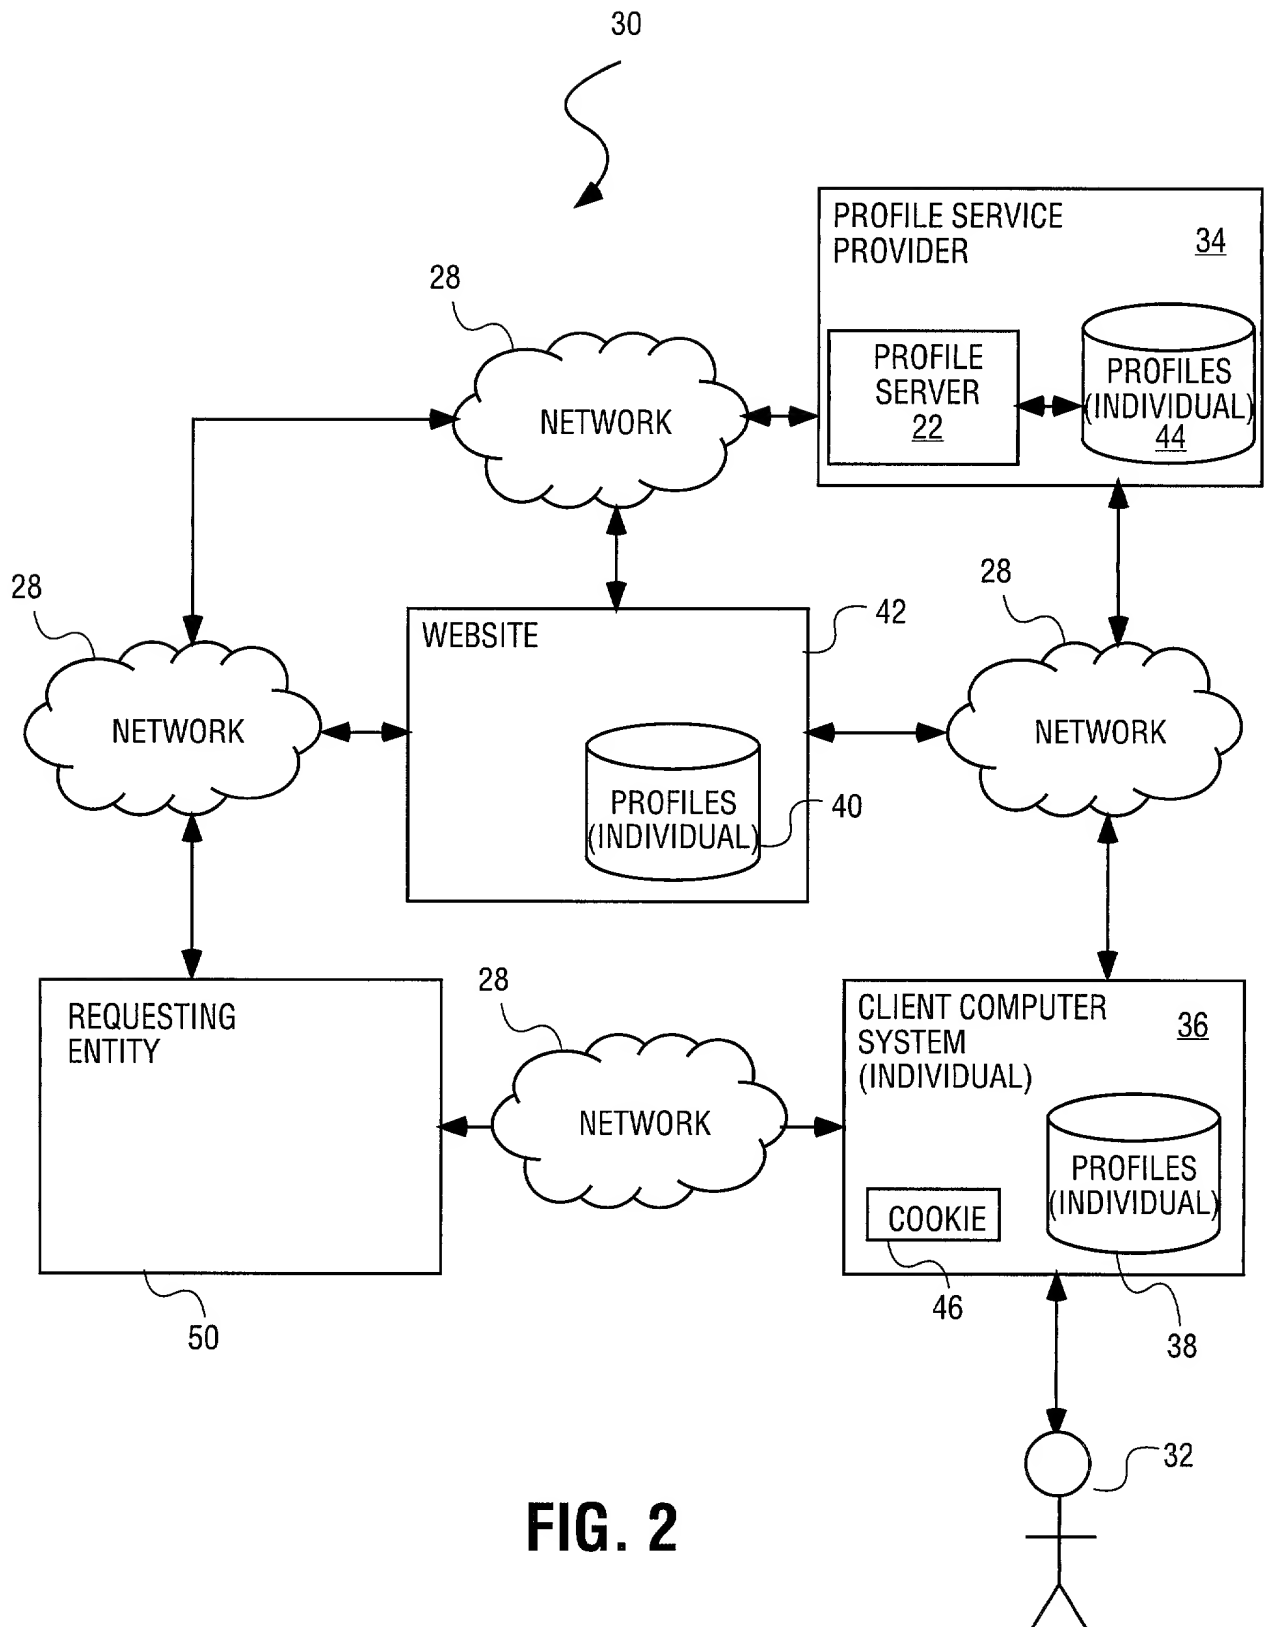 30
PROFILE SERVICE
PROVIDER
34
28
PROFILE
SERVER
22
PROFILES
(INDIVIDUAL)
44
NETWORK
28
28
42
WEBSITE
NETWORK
NETWORK
PROFILES
(INDIVIDUAL)
40
REQUESTING
ENTITY
28
CLIENT COMPUTER
SYSTEM
(INDIVIDUAL)
36
NETWORK
PROFILES
(INDIVIDUAL)
COOKIE
46
50
38
32
FIG. 2